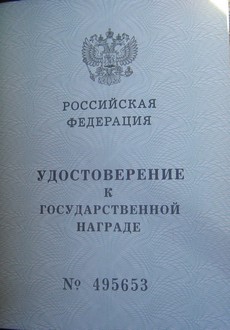 РОССИЙСКАЯ
ФЕДЕРАЦИЯ
УДОСТОВЕРЕНИЕ
К
ГОСУДАРСТВЕННОЙ
НАГРАДЕ
№ 495653